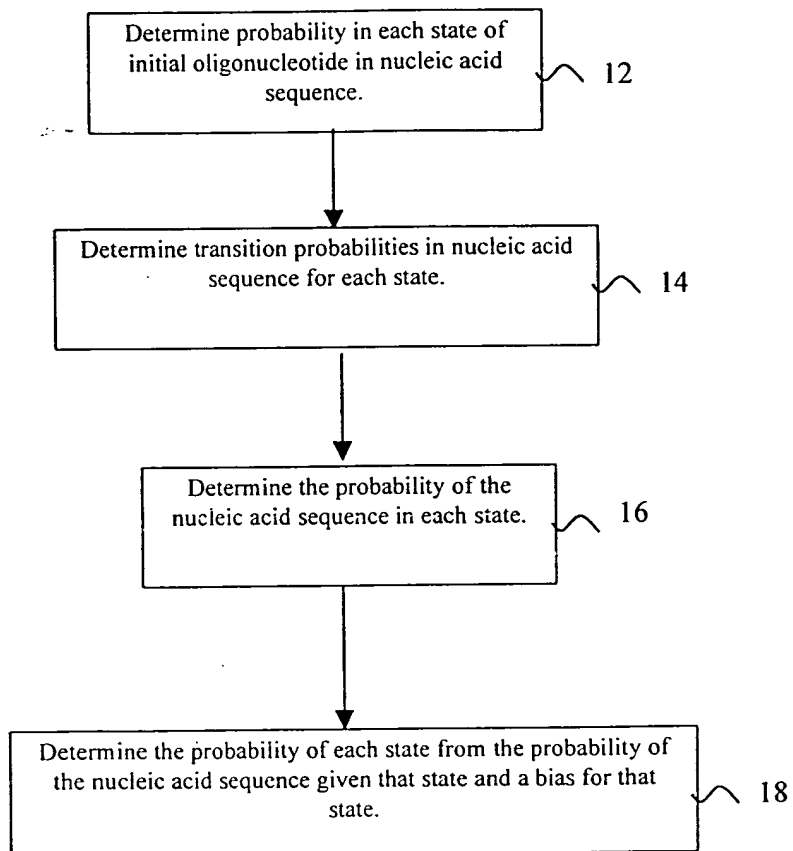 Determine probability in each state of
initial oligonucleotide in nucleic acid
sequence.
12
Determine transition probabilities in nucleic acid
sequence for each state.
14
Determine the probability of the
nucleic acid sequence in each state.
16
Determine the probability of each state from the probability of
the nucleic acid sequence given that state and a bias for that
state.
18